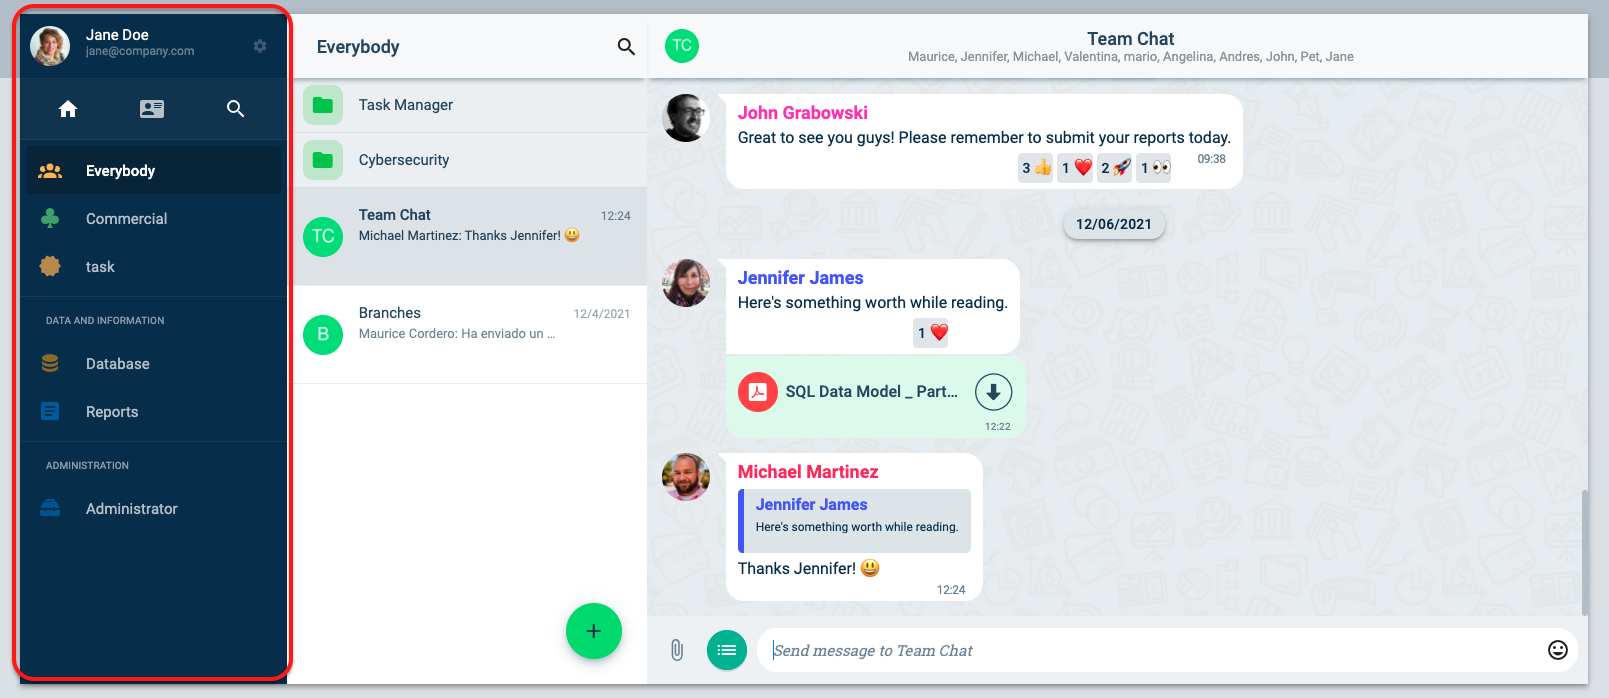 Jane Doe
jane@company.com
Everybody
Commercial
task
DATA AND INFORMATION
Database
Reports
ADMINISTRATION
Administrator
Everybody
Task Manager
Cybersecurity
TC
Team Chat
12:24
Michael Martinez: Thanks Jennifer! 😃
B
Branches
12/4/2021
Maurice Cordero: Ha enviado un ...
+
TC
Team Chat
Maurice, Jennifer, Michael, Valentina, mario, Angelina, Andres, John, Pet, Jane
John Grabowski
Great to see you guys! Please remember to submit your reports today.
3 👍 1 ❤️ 2 🚀 1 👀 09:38
12/06/2021
Jennifer James
Here's something worth while reading.
1 ❤️
SQL Data Model _ Part...
12:22
Michael Martinez
Jennifer James
Here's something worth while reading.
Thanks Jennifer! 😃
12:24
Send message to Team Chat